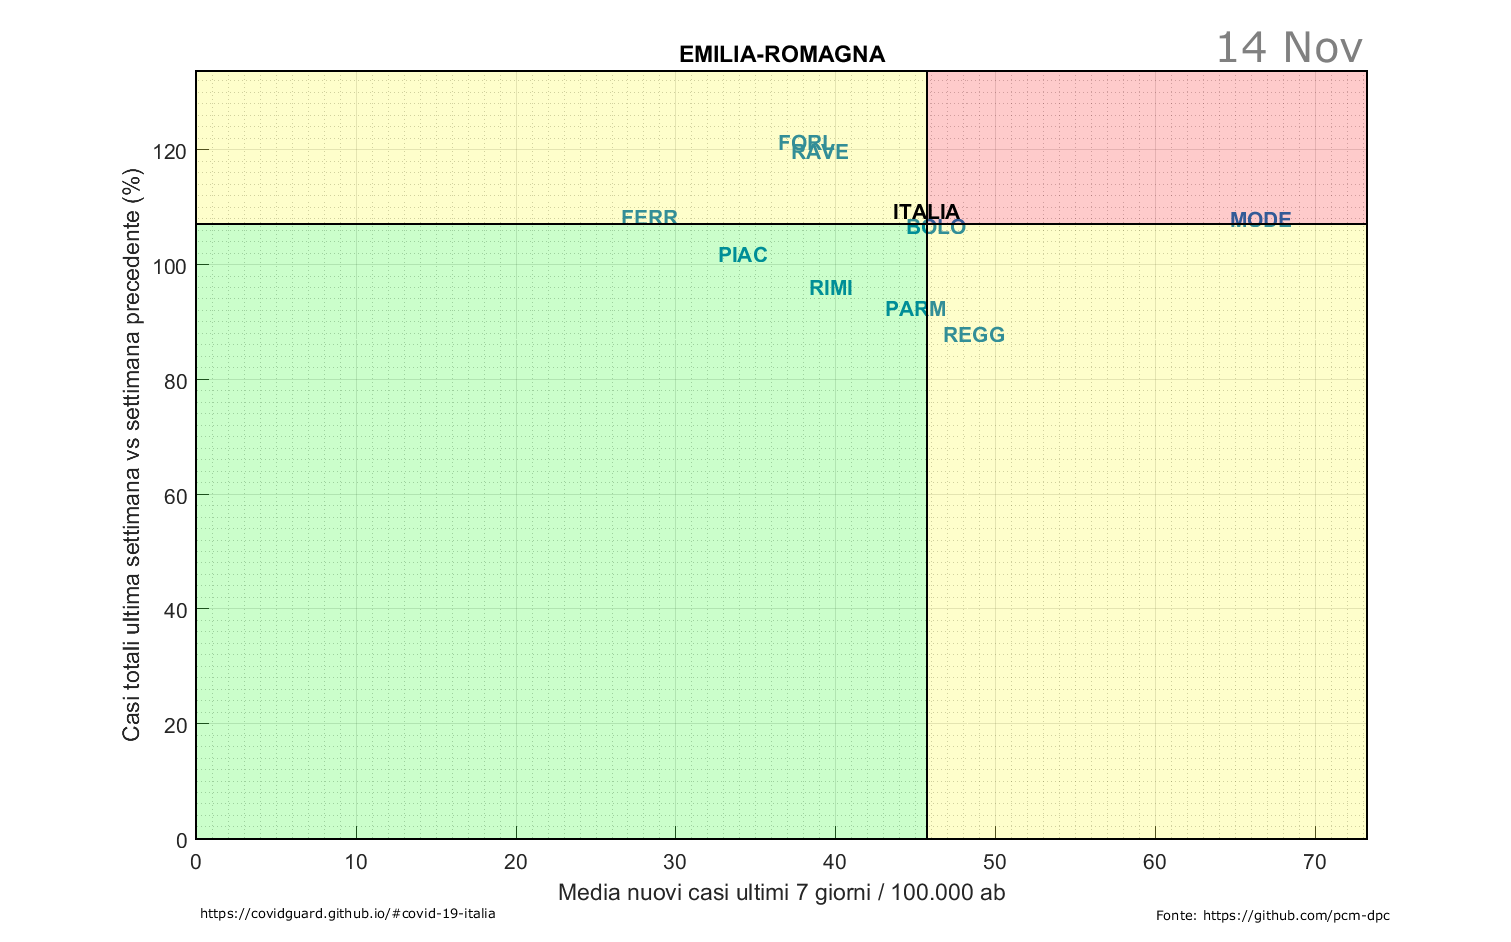 14 Nov
EMILIA-ROMAGNA
Casi totali ultima settimana vs settimana precedente (%)
120
100
80
60
40
20
0
FORL
RAVE
ITALIA
FERR
MODE
BOLO
PIAC
RIMI
PARM
REGG
0 10 20 30 40 50 60 70
Media nuovi casi ultimi 7 giorni / 100.000 ab
https://covidguard.github.io/#covid-19-italia
Fonte: https://github.com/pcm-dpc